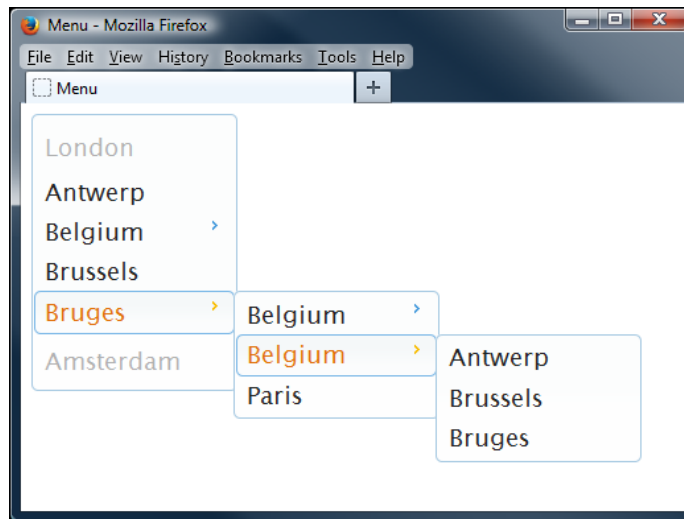 Menu - Mozilla Firefox
File Edit View History Bookmarks Tools Help
Menu
London
Antwerp
Belgium
Brussels
Bruges
Amsterdam
Belgium
Belgium
Paris
Antwerp
Brussels
Bruges